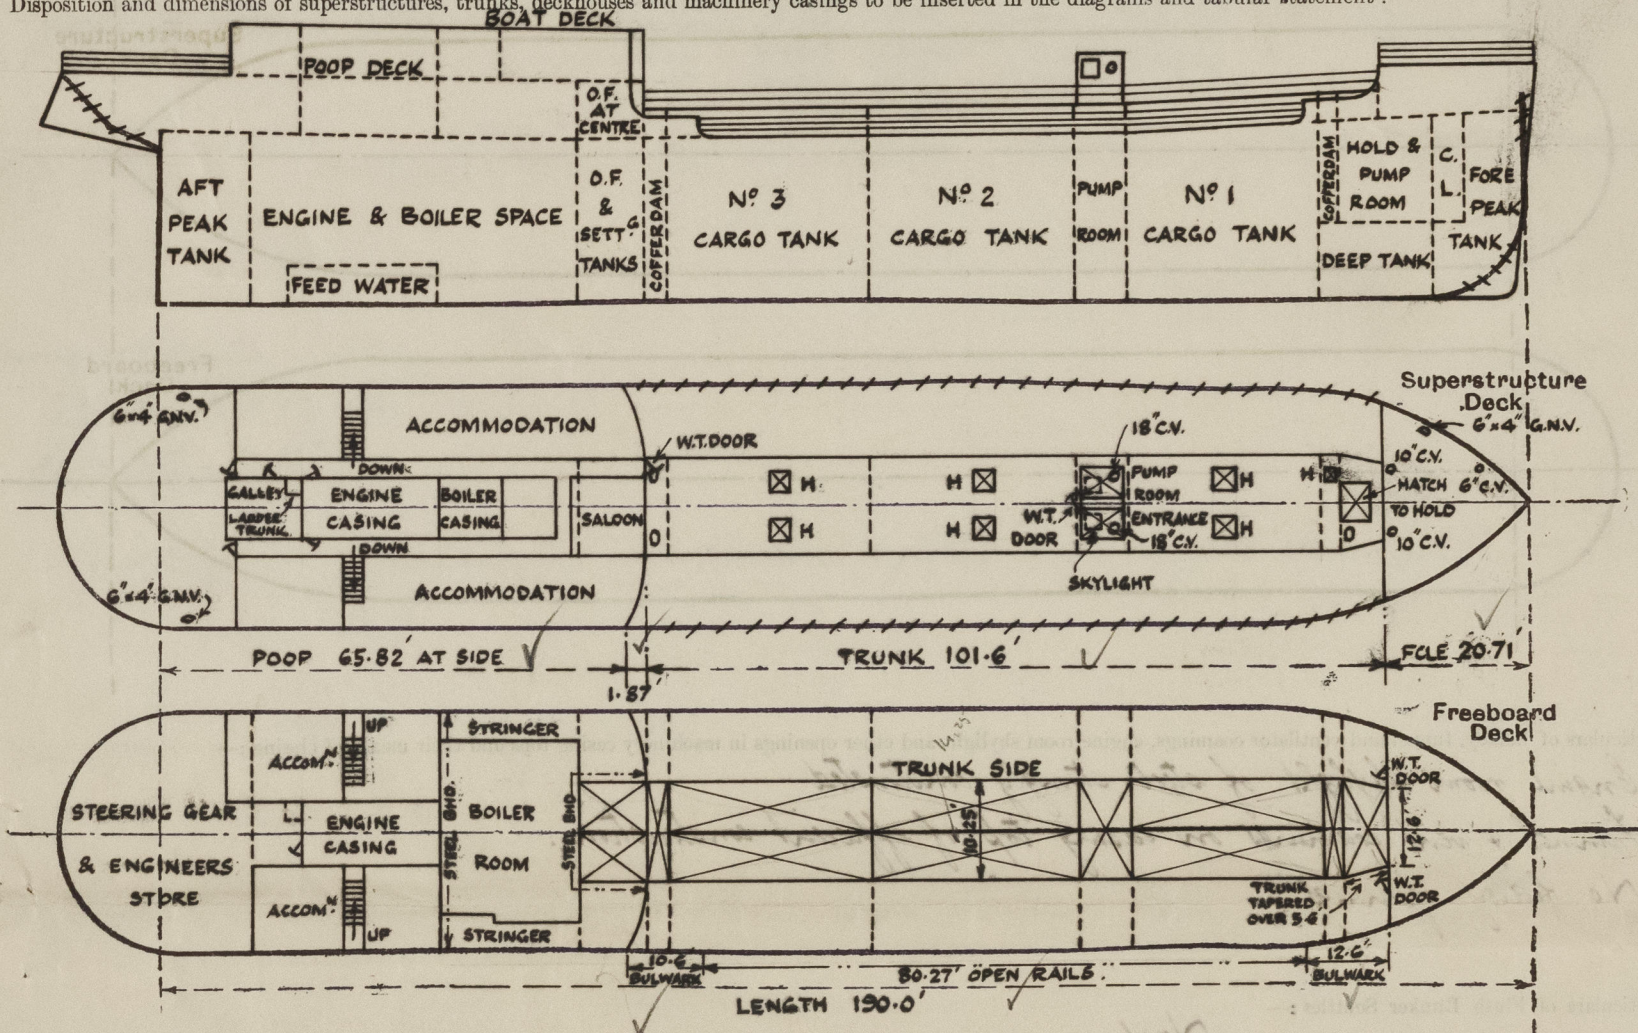 Disposition and dimensions of superstructures, trunks, deckhouses and machinery casings to be inserted in the diagrams and tabular statement:
BOAT DECK
POOP DECK
O.F.
AT
CENTRE
AFT
PEAK
TANK
ENGINE & BOILER SPACE
FEED WATER
O.F.
&
SETTG
TANKS
COFFERDAM
No 3
CARGO TANK
No 2
CARGO TANK
PUMP
ROOM
No 1
CARGO TANK
COFFERDAM
HOLD &
PUMP
ROOM
DEEP TANK
C.
L.
FORE
PEAK
TANK
Superstructure
Deck
6"x4" G.N.V.
6"x4" G.N.V.
ACCOMMODATION
W.T. DOOR
18" C.V.
10" C.V.
HATCH
6" C.V.
TO HOLD
10" C.V.
DOWN
GALLEY
LADDER
TRUNK
ENGINE
CASING
BOILER
CASING
SALOON
H
H
H
H
H
H
H
PUMP
ROOM
ENTRANCE
W.T.
DOOR
18" C.V.
SKYLIGHT
DOWN
6"x4" G.N.V.
ACCOMMODATION
POOP 65.82' AT SIDE
1.87'
TRUNK 101.6'
FCLE 20.71'
Freeboard
Deck
STRINGER
UP
ACCOMN.
STEERING GEAR
& ENGINEERS
STORE
ENGINE
CASING
STEEL BHD.
BOILER
ROOM
STEEL BHD
TRUNK SIDE
10.25'
W.T.
DOOR
12.6"
W.T.
DOOR
TRUNK
TAPERED
OVER 5.6
ACCOMN.
UP
STRINGER
10.6
BULWARK
80.27' OPEN RAILS.
12.6"
BULWARK
LENGTH 190.0'